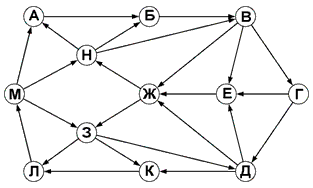 А Б В
Н
М Ж Е Г
З
Л К Д